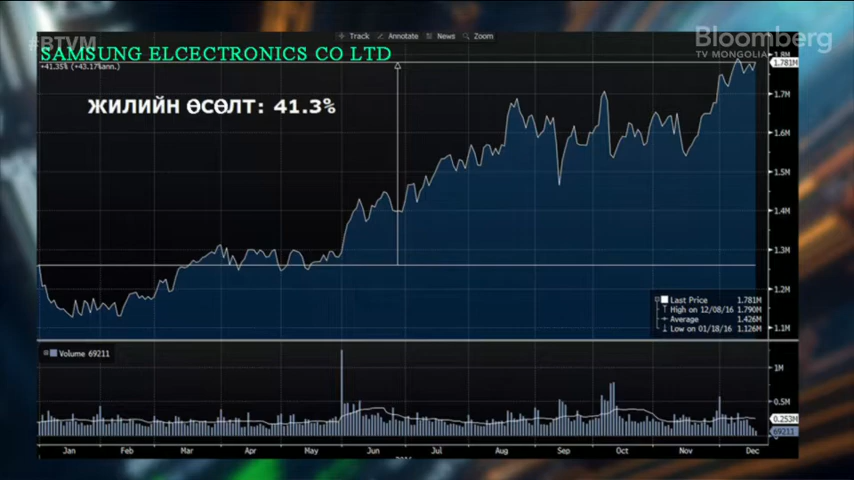 Track Annotate News Zoom
#BTVM
Bloomberg
TV MONGOLIA
SAMSUNG ELCECTRONICS CO LTD
+41.35% (+43.17%ann.)
ЖИЛИЙН ӨСӨЛТ: 41.3%
1.8M
1.781M
1.7M
1.6M
1.5M
1.4M
1.3M
1.2M
1.1M
Last Price 1.781M
High on 12/08/16 1.790M
Average 1.426M
Low on 01/18/16 1.126M
Volume 69211
1M
0.5M
0.253M
69211
Jan Feb Mar Apr May Jun Jul Aug Sep Oct Nov Dec